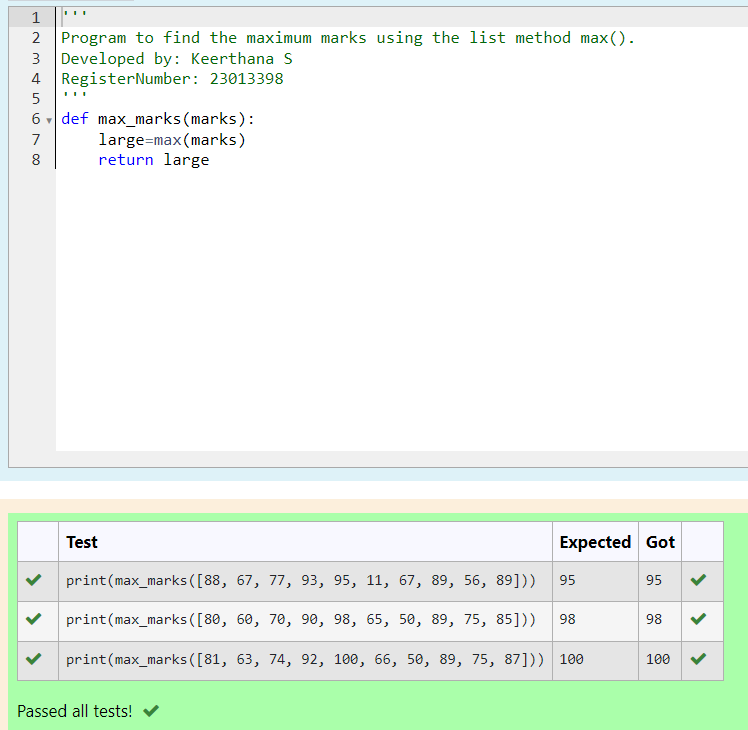 1 '''
2 Program to find the maximum marks using the list method max().
3 Developed by: Keerthana S
4 RegisterNumber: 23013398
5 '''
6 def max_marks(marks):
7     large=max(marks)
8     return large
Test Expected Got
print(max_marks([88, 67, 77, 93, 95, 11, 67, 89, 56, 89])) 95 95
print(max_marks([80, 60, 70, 90, 98, 65, 50, 89, 75, 85])) 98 98
print(max_marks([81, 63, 74, 92, 100, 66, 50, 89, 75, 87])) 100 100
Passed all tests!